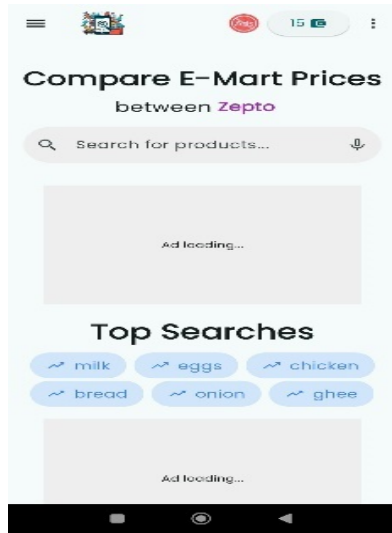 15
Compare E-Mart Prices
between Zepto
Search for products...
Ad loading...
Top Searches
milk eggs chicken
bread onion ghee
Ad loading...